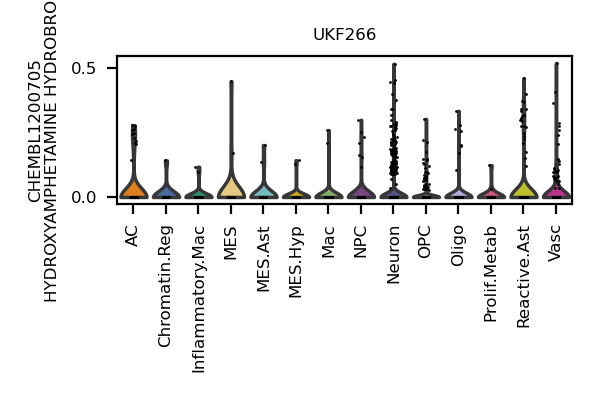 UKF266
CHEMBL1200705
HYDROXYAMPHETAMINE HYDROBRO
0.5
0.0
AC
Chromatin.Reg
Inflammatory.Mac
MES
MES.Ast
MES.Hyp
Mac
NPC
Neuron
OPC
Oligo
Prolif.Metab
Reactive.Ast
Vasc